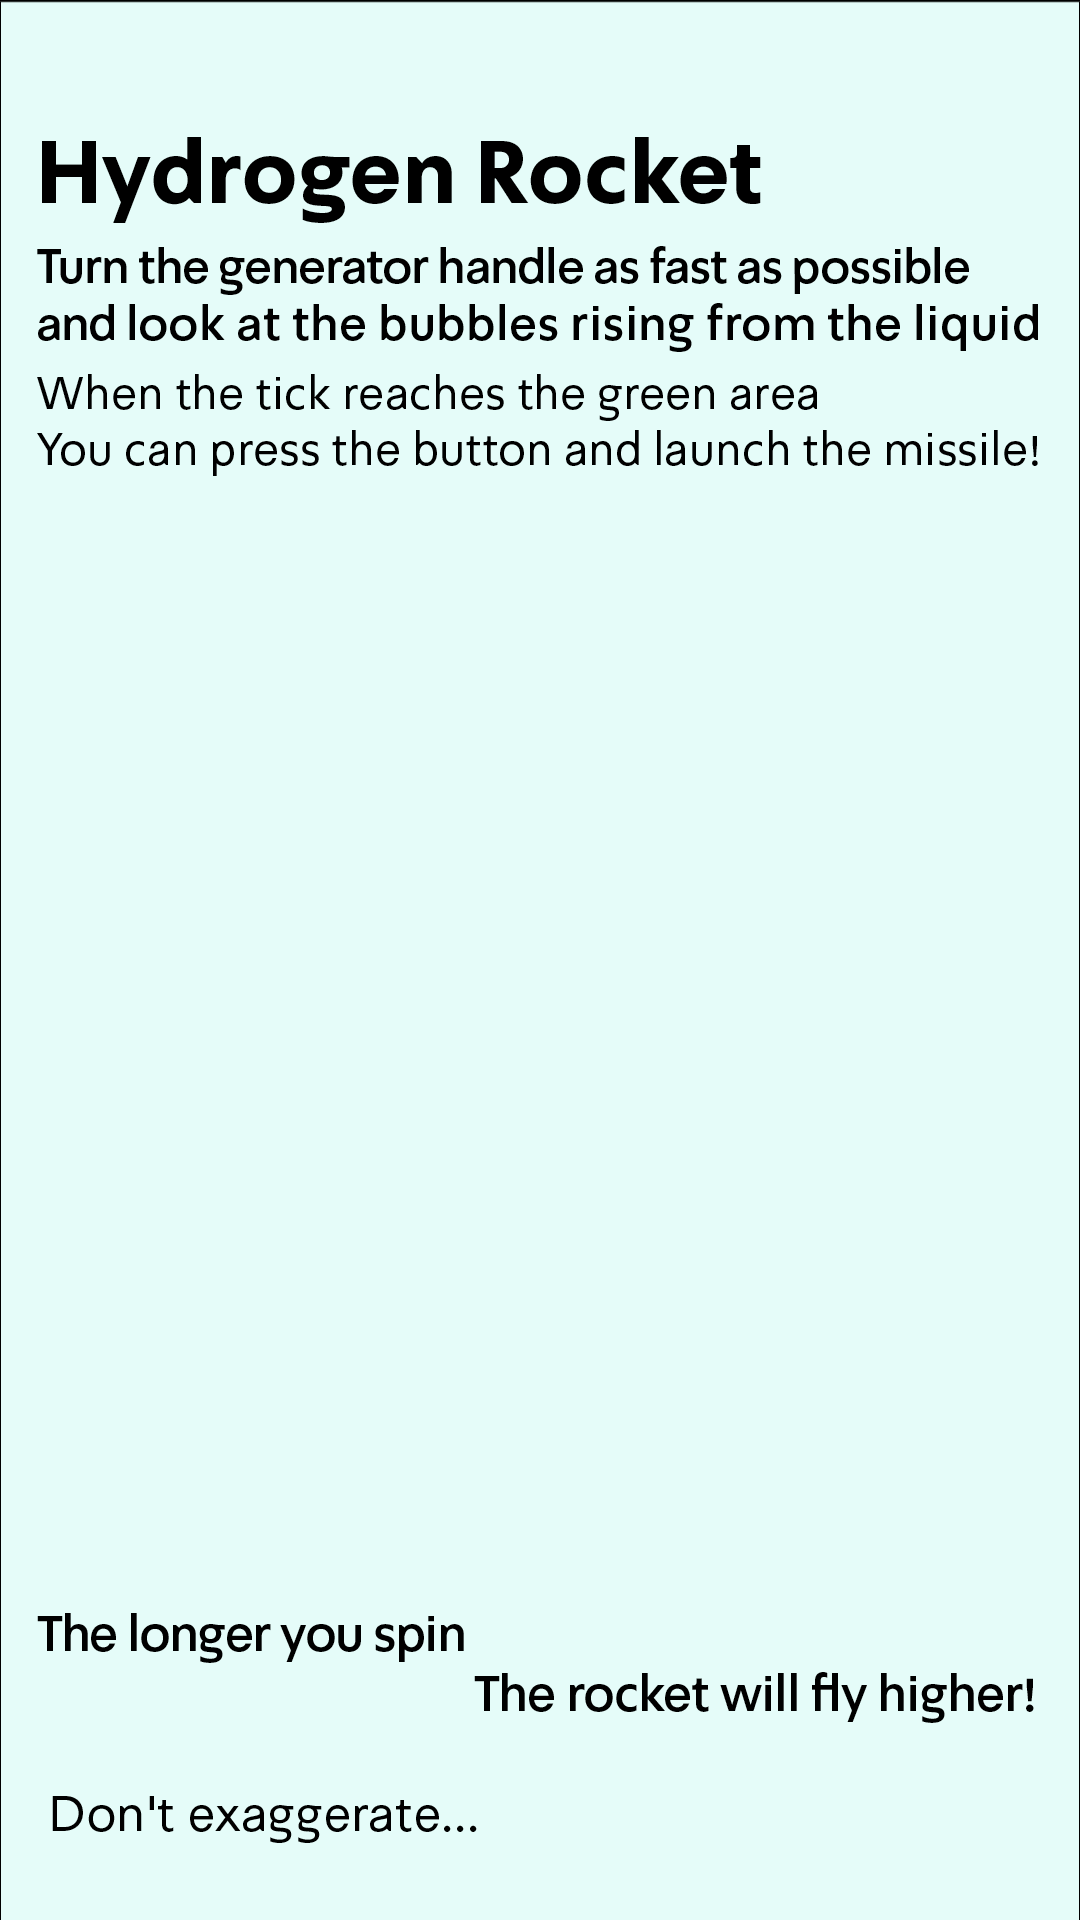 Hydrogen Rocket
Turn the generator handle as fast as possible
and look at the bubbles rising from the liquid
When the tick reaches the green area
You can press the button and launch the missile!
The longer you spin
The rocket will fly higher!
Don't exaggerate...